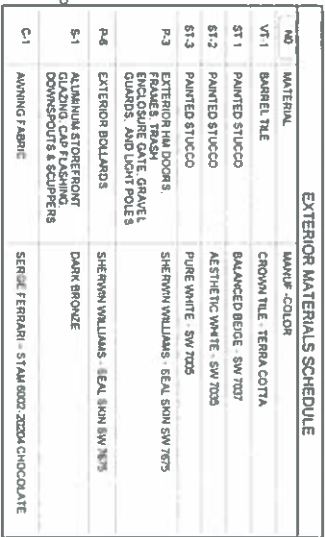 EXTERIOR MATERIALS SCHEDULE
NO MATERIAL MANUF -COLOR
VT-1 BARREL TILE CROWN TILE - TERRA COTTA
ST 1 PAINTED STUCCO BALANCED BEIGE - SW 7037
ST-2 PAINTED STUCCO AESTHETIC WHITE - SW 7035
ST-3 PAINTED STUCCO PURE WHITE - SW 7005
P-3 EXTERIOR HM DOORS, SHERWIN WILLIAMS - SEAL SKIN SW 7675
FRAMES, TRASH
ENCLOSURE GATE, GRAVEL
GUARDS, AND LIGHT POLES
P-6 EXTERIOR BOLLARDS SHERWIN WILLIAMS - SEAL SKIN SW 7675
S-1 ALUMINUM STOREFRONT DARK BRONZE
GLAZING, CAP FLASHING,
DOWNSPOUTS & SCUPPERS
C-1 AWNING FABRIC SERGE FERRARI - STAM 6002-20204 CHOCOLATE